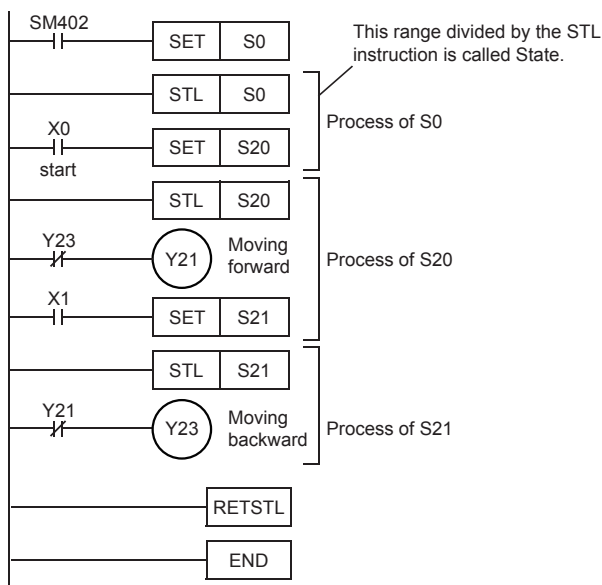 SM402
SET S0
This range divided by the STL
instruction is called State.
STL S0
Process of S0
X0
SET S20
start
STL S20
Y23
Y21
Moving
forward
Process of S20
X1
SET S21
STL S21
Y21
Y23
Moving
backward
Process of S21
RETSTL
END